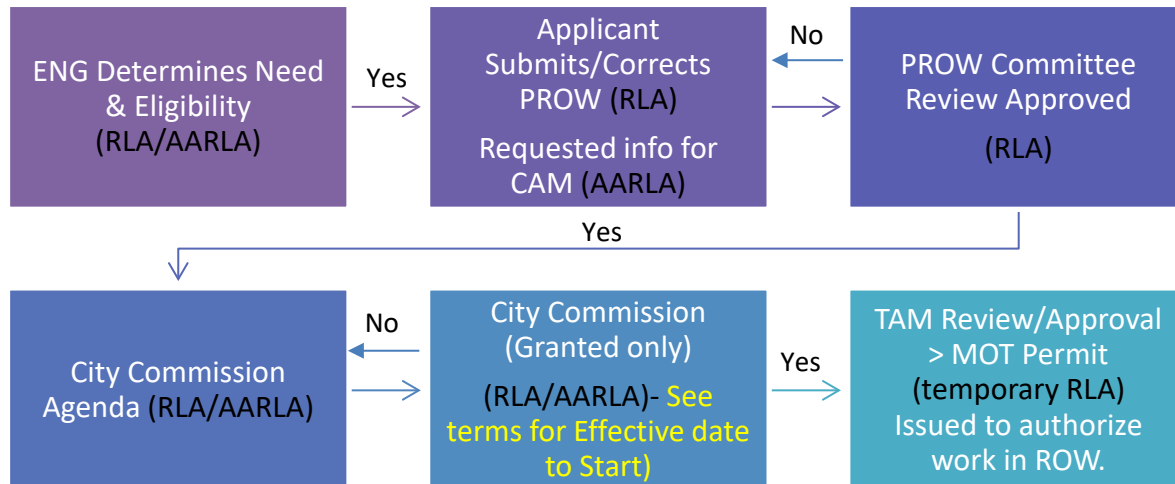 ENG Determines Need
& Eligibility
(RLA/AARLA)
Yes
Applicant
Submits/Corrects
PROW (RLA)
Requested info for
CAM (AARLA)
No
PROW Committee
Review Approved
(RLA)
Yes
City Commission
Agenda (RLA/AARLA)
No
City Commission
(Granted only)
(RLA/AARLA)- See
terms for Effective date
to Start)
Yes
TAM Review/Approval
> MOT Permit
(temporary RLA)
Issued to authorize
work in ROW.